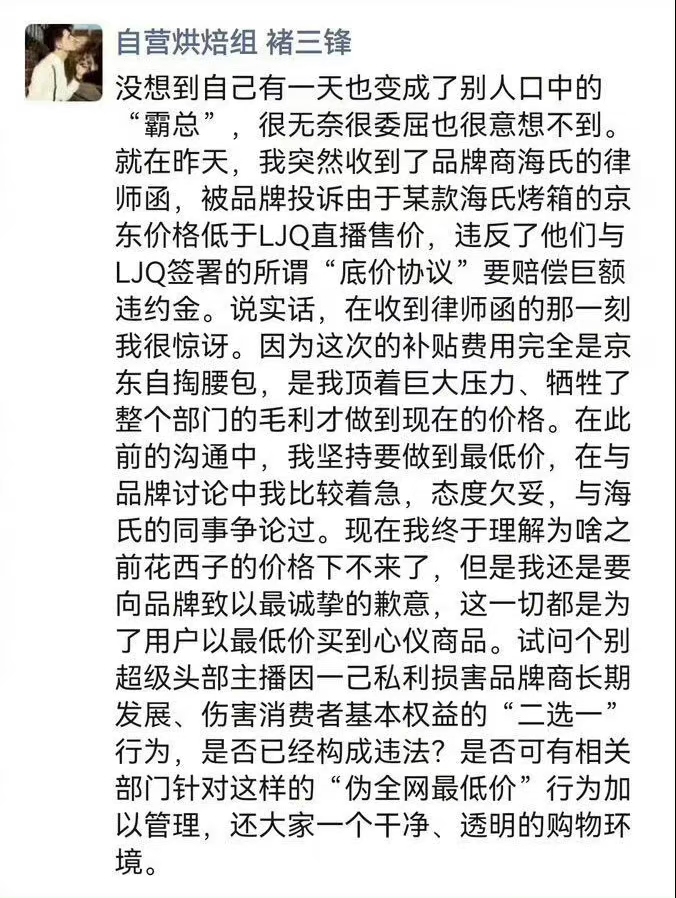 自营烘焙组 褚三锋
没想到自己有一天也变成了别人口中的
“霸总”，很无奈很委屈也很意想不到。
就在昨天，我突然收到了品牌商海氏的律
师函，被品牌投诉由于某款海氏烤箱的京
东价格低于LJQ直播售价，违反了他们与
LJQ签署的所谓“底价协议”要赔偿巨额
违约金。说实话，在收到律师函的那一刻
我很惊讶。因为这次的补贴费用完全是京
东自掏腰包，是我顶着巨大压力、牺牲了
整个部门的毛利才做到现在的价格。在此
前的沟通中，我坚持要做到最低价，在与
品牌讨论中我比较着急，态度欠妥，与海
氏的同事争论过。现在我终于理解为啥之
前花西子的价格下不来了，但是我还是要
向品牌致以最诚挚的歉意，这一切都是为
了用户以最低价买到心仪商品。试问个别
超级头部主播因一己私利损害品牌商长期
发展、伤害消费者基本权益的“二选一”
行为，是否已经构成违法？是否可有相关
部门针对这样的“伪全网最低价”行为加
以管理，还大家一个干净、透明的购物环
境。